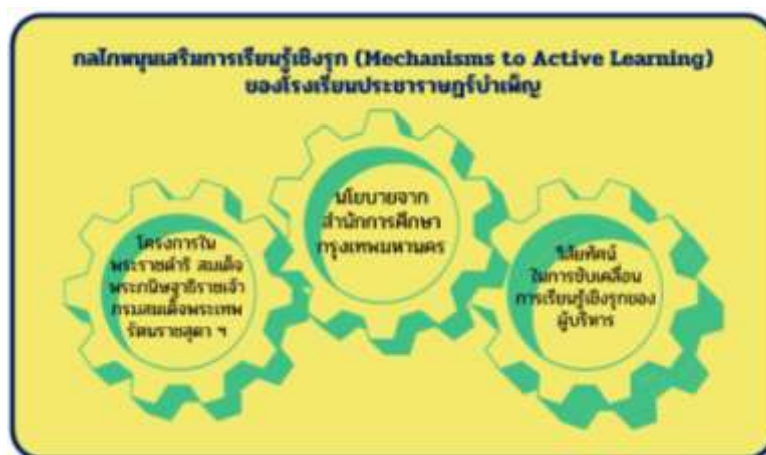 กลไกหนุนเสริมการเรียนรู้เชิงรุก (Mechanisms to Active Learning)
ของโรงเรียนประชาราษฎร์บำเพ็ญ
โครงการใน
พระราชดำริ สมเด็จ
พระกนิษฐาธิราชเจ้า
กรมสมเด็จพระเทพ
รัตนราชสุดา ฯ
นโยบายจาก
สำนักการศึกษา
กรุงเทพมหานคร
วิสัยทัศน์
ในการขับเคลื่อน
การเรียนรู้เชิงรุกของ
ผู้บริหาร